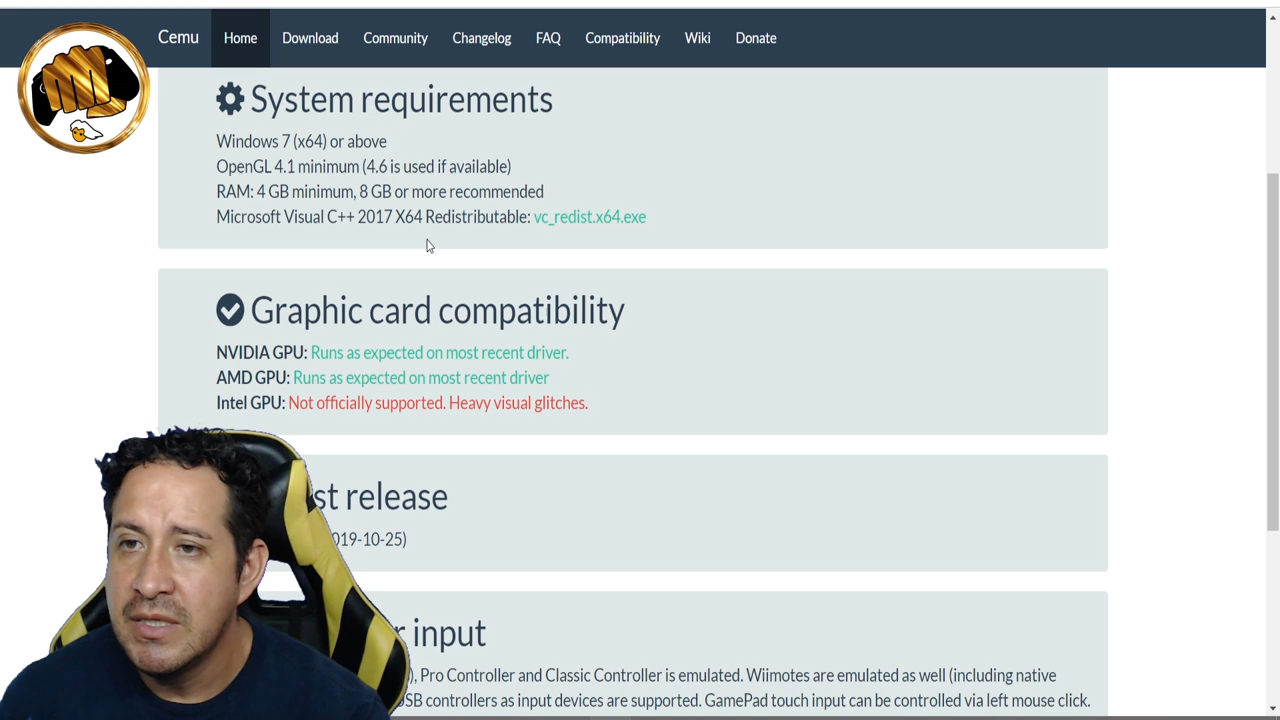 Cemu Home Download Community Changelog FAQ Compatibility Wiki Donate
System requirements
Windows 7 (x64) or above
OpenGL 4.1 minimum (4.6 is used if available)
RAM: 4 GB minimum, 8 GB or more recommended
Microsoft Visual C++ 2017 X64 Redistributable: vc_redist.x64.exe
Graphic card compatibility
NVIDIA GPU: Runs as expected on most recent driver.
AMD GPU: Runs as expected on most recent driver
Intel GPU: Not officially supported. Heavy visual glitches.
st release
019-10-25)
r input
), Pro Controller and Classic Controller is emulated. Wiimotes are emulated as well (including native
SB controllers as input devices are supported. GamePad touch input can be controlled via left mouse click.